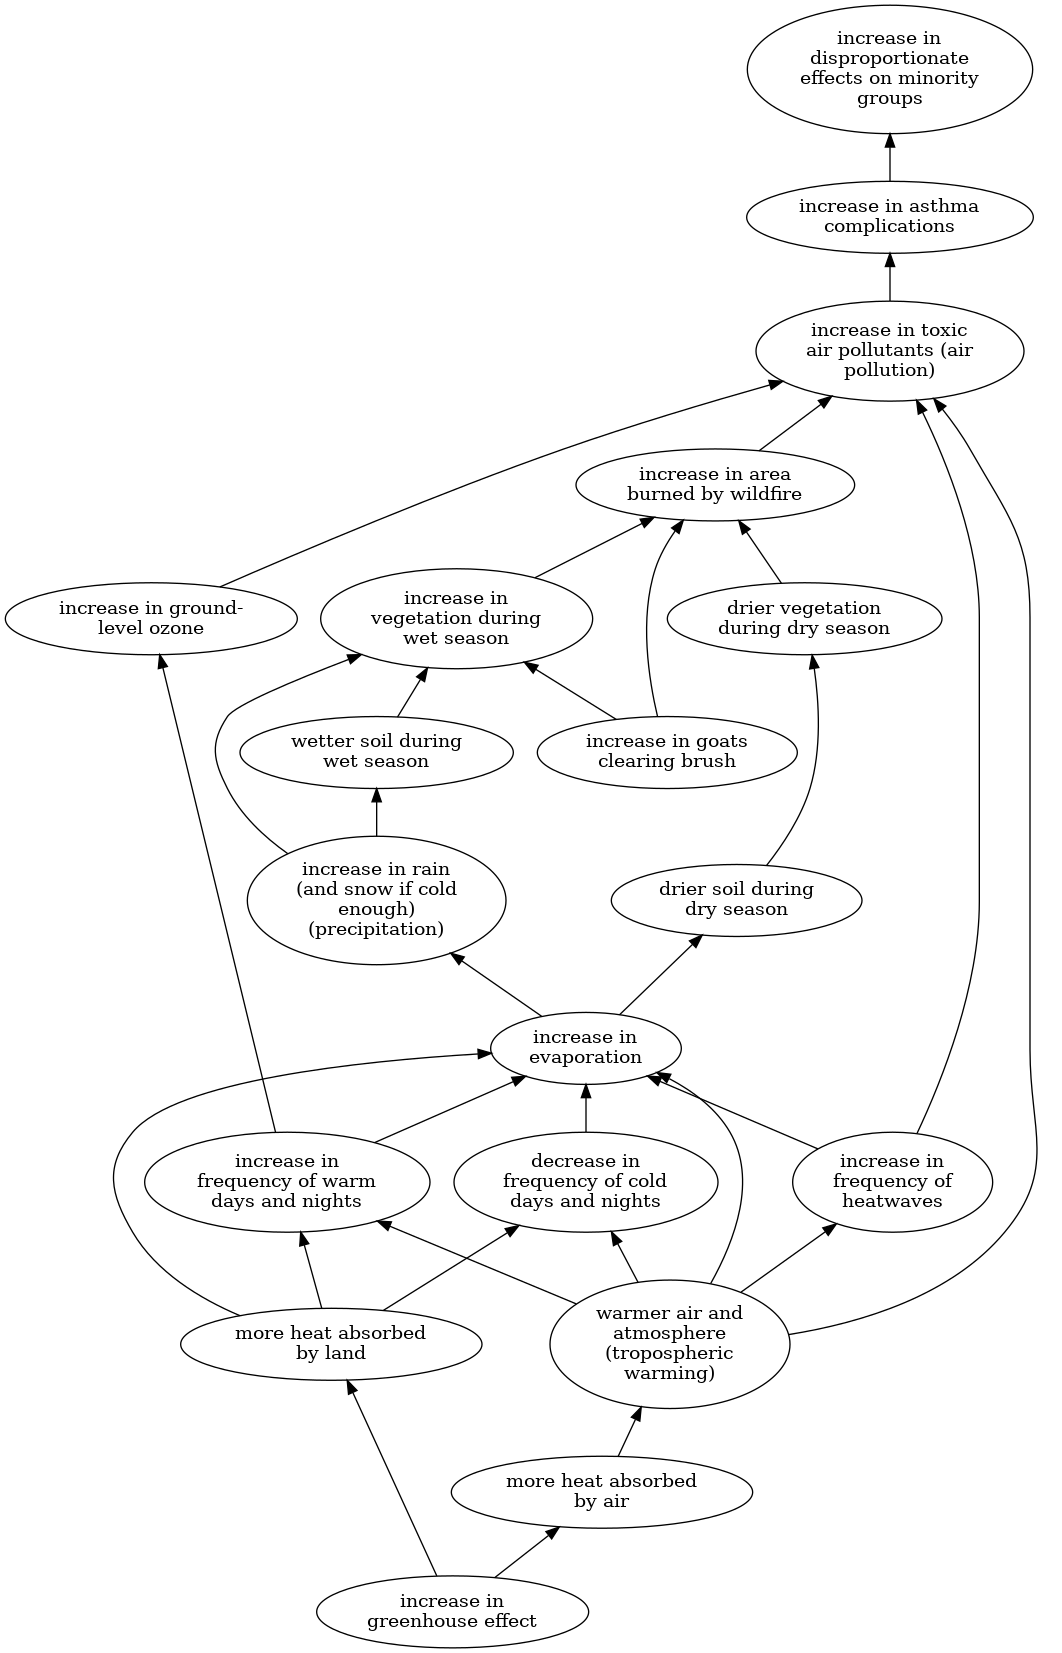 increase in
disproportionate
effects on minority
groups
increase in asthma
complications
increase in toxic
air pollutants (air
pollution)
increase in area
burned by wildfire
increase in ground-
level ozone
increase in
vegetation during
wet season
drier vegetation
during dry season
wetter soil during
wet season
increase in goats
clearing brush
increase in rain
(and snow if cold
enough)
(precipitation)
drier soil during
dry season
increase in
evaporation
increase in
frequency of warm
days and nights
decrease in
frequency of cold
days and nights
increase in
frequency of
heatwaves
more heat absorbed
by land
warmer air and
atmosphere
(tropospheric
warming)
more heat absorbed
by air
increase in
greenhouse effect